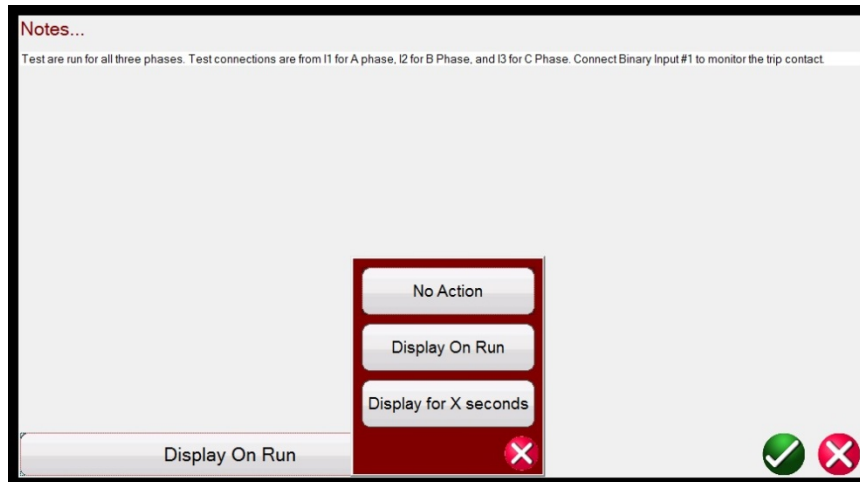 Notes...
Test are run for all three phases. Test connections are from I1 for A phase, I2 for B Phase, and I3 for C Phase. Connect Binary Input #1 to monitor the trip contact.
No Action
Display On Run
Display for X seconds
Display On Run